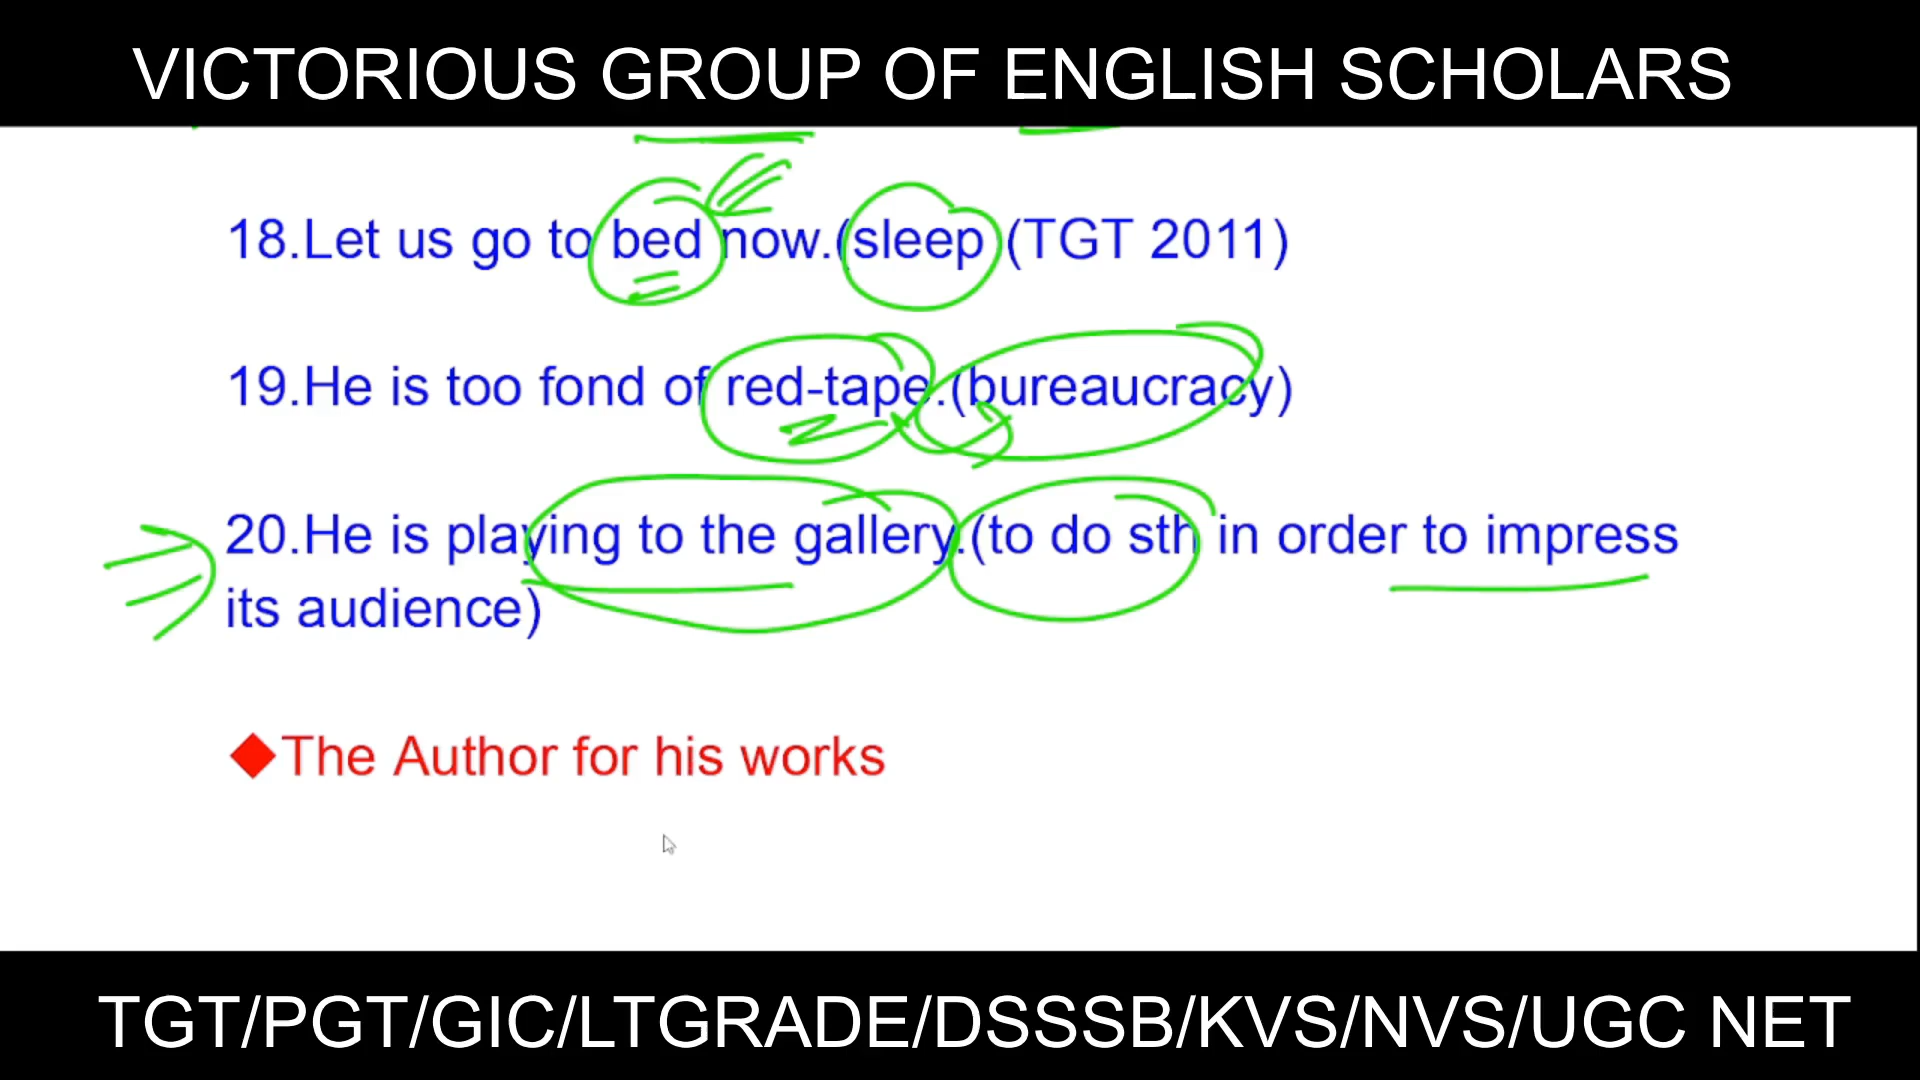 VICTORIOUS GROUP OF ENGLISH SCHOLARS
18.Let us go to bed now.(sleep (TGT 2011)
19.He is too fond of red-tape.(bureaucracy)
20.He is playing to the gallery.(to do sth in order to impress
its audience)
◆The Author for his works
TGT/PGT/GIC/LTGRADE/DSSSB/KVS/NVS/UGC NET